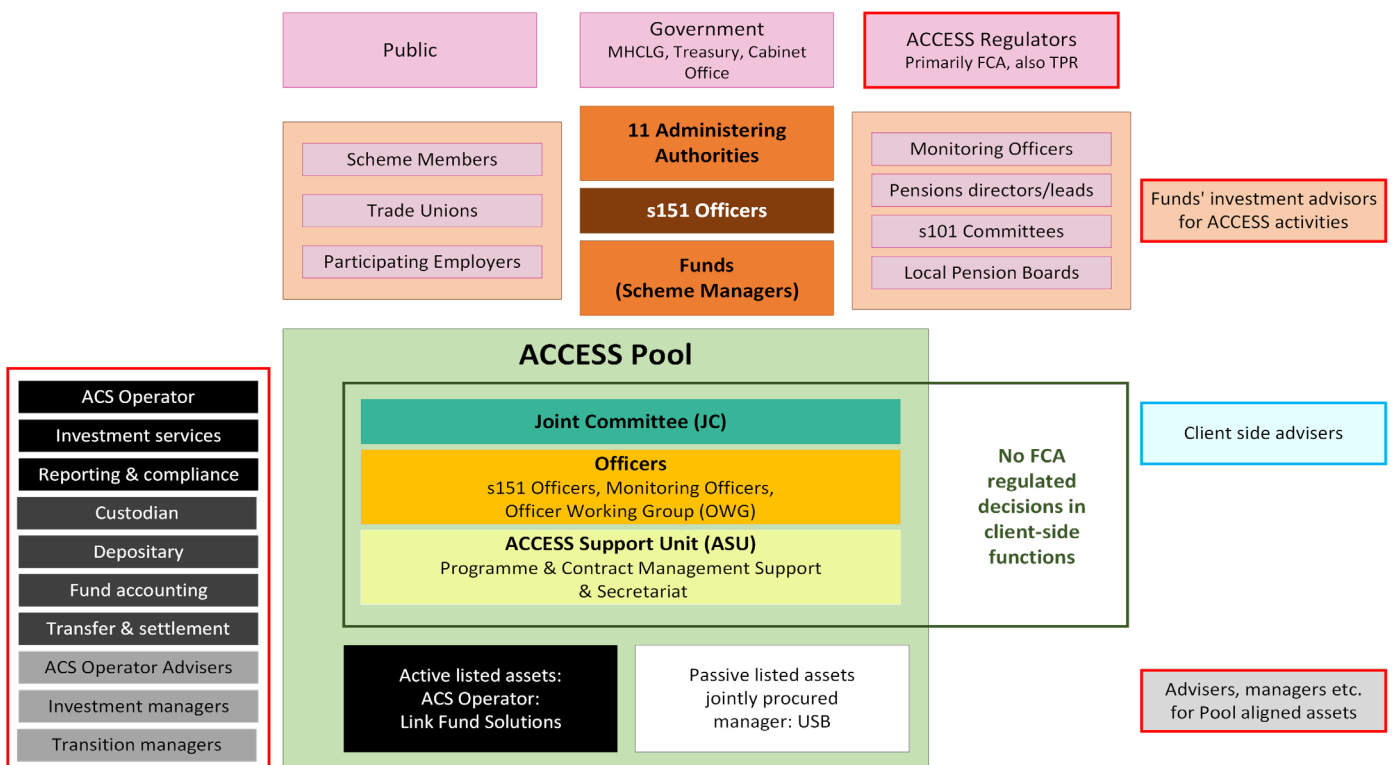 Public
Government
MHCLG, Treasury, Cabinet
Office
ACCESS Regulators
Primarily FCA, also TPR
Scheme Members
Trade Unions
Participating Employers
11 Administering
Authorities
s151 Officers
Funds
(Scheme Managers)
Monitoring Officers
Pensions directors/leads
s101 Committees
Local Pension Boards
Funds' investment advisors
for ACCESS activities
ACS Operator
Investment services
Reporting & compliance
Custodian
Depositary
Fund accounting
Transfer & settlement
ACS Operator Advisers
Investment managers
Transition managers
ACCESS Pool
Joint Committee (JC)
Officers
s151 Officers, Monitoring Officers,
Officer Working Group (OWG)
ACCESS Support Unit (ASU)
Programme & Contract Management Support
& Secretariat
No FCA
regulated
decisions in
client-side
functions
Client side advisers
Active listed assets:
ACS Operator:
Link Fund Solutions
Passive listed assets
jointly procured
manager: USB
Advisers, managers etc.
for Pool aligned assets